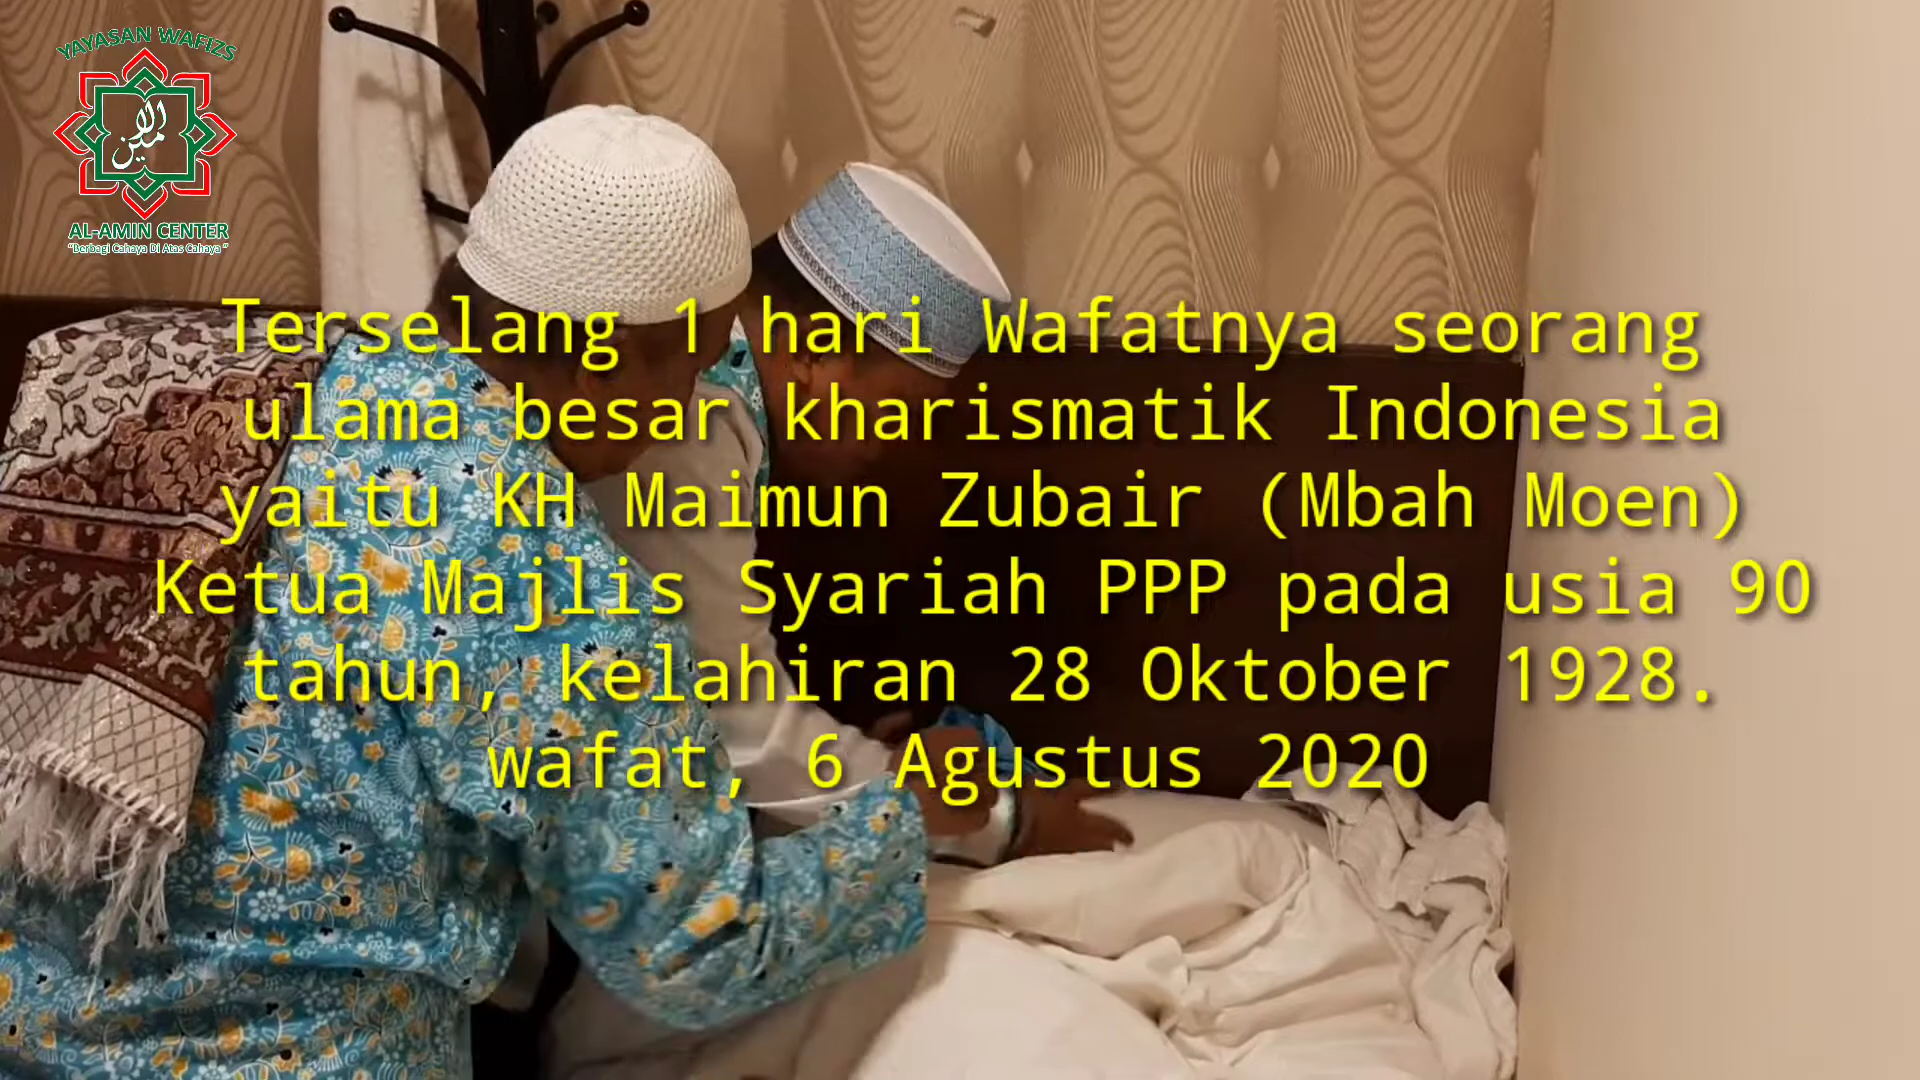 YAYASAN WAFIZS
الامين
AL-AMIN CENTER
"Berbagi Cahaya Di Atas Cahaya"
Terselang 1 hari Wafatnya seorang
ulama besar kharismatik Indonesia
yaitu KH Maimun Zubair (Mbah Moen)
Ketua Majlis Syariah PPP pada usia 90
tahun, kelahiran 28 Oktober 1928.
wafat, 6 Agustus 2020